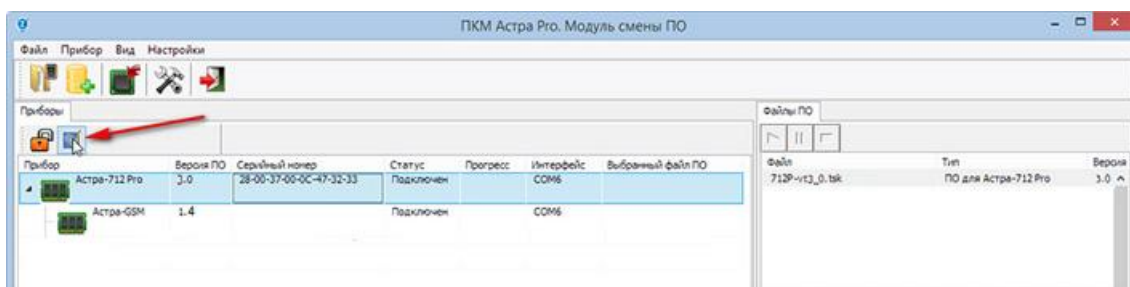 ПКМ Астра Pro. Модуль смены ПО
Файл Прибор Вид Настройки
Приборы
Файлы ПО
Прибор Версия ПО Серийный номер Статус Прогресс Интерфейс Выбранный файл ПО
Файл Тип Версия
Астра-712 Pro 3.0 28-00-37-00-0C-47-32-33 Подключен COM6
712P-vt3_0.tsk ПО для Астра-712 Pro 3.0
Астра-GSM 1.4 Подключен COM6